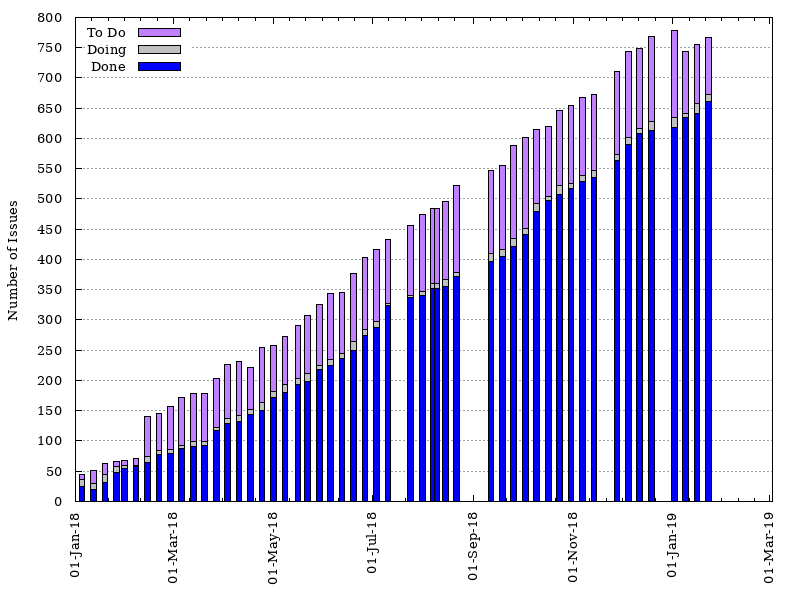 800
750
700
650
600
550
500
450
400
350
300
250
200
150
100
50
0
Number of Issues
To Do
Doing
Done
01-Jan-18
01-Mar-18
01-May-18
01-Jul-18
01-Sep-18
01-Nov-18
01-Jan-19
01-Mar-19